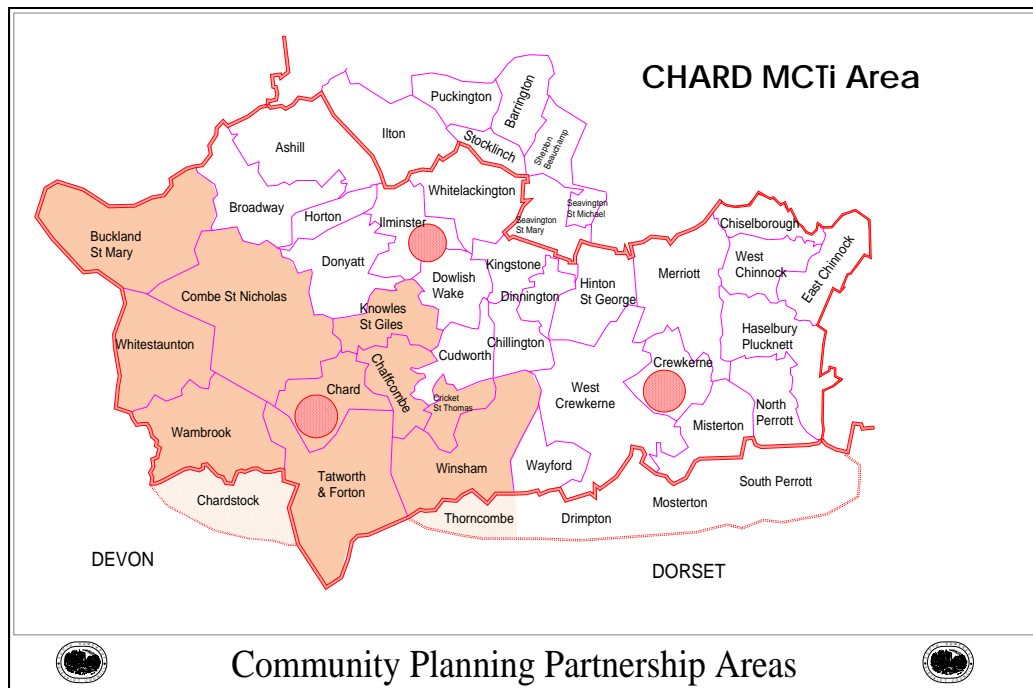 CHARD MCTi Area
Puckington
Barrington
Ilton
Stocklinch
Shepton
Beauchamp
Ashill
Whitelackington
Seavington
St Michael
Broadway
Horton
Ilminster
Seavington
St Mary
Chiselborough
Buckland
St Mary
Donyatt
Kingstone
Merriott
West
Chinnock
East Chinnock
Dowlish
Wake
Hinton
St George
Combe St Nicholas
Dinnington
Knowles
St Giles
Haselbury
Plucknett
Whitestaunton
Chillington
Cudworth
Chaffcombe
Crewkerne
Chard
Cricket
St Thomas
West
Crewkerne
North
Perrott
Misterton
Wambrook
Winsham
Wayford
Tatworth
& Forton
South Perrott
Chardstock
Mosterton
Thorncombe
Drimpton
DEVON
DORSET
Community Planning Partnership Areas